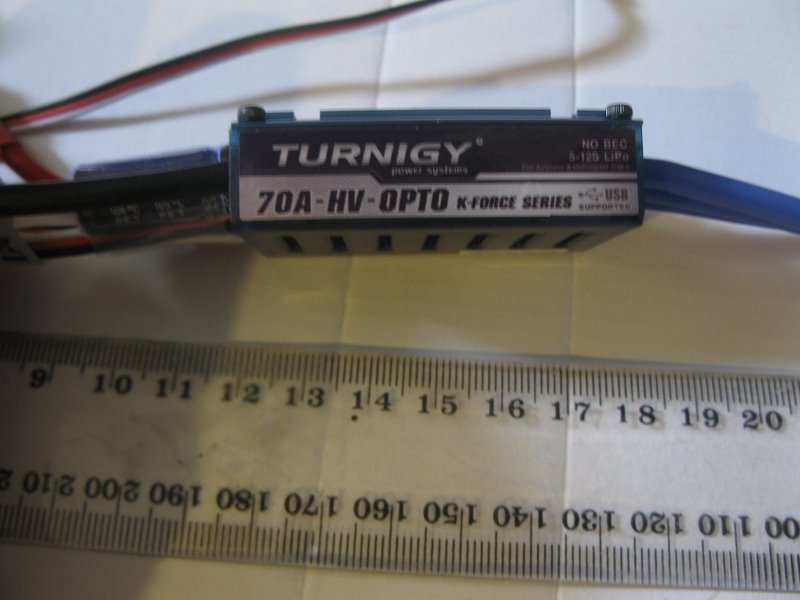 TURNIGY
power systems
NO BEC
5-12S LiPo
70A-HV-OPTO K-FORCE SERIES USB
SUPPORTED
9 10 11 12 13 14 15 16 17 18 19 20
210 200 190 180 170 160 150 140 130 120 110 100